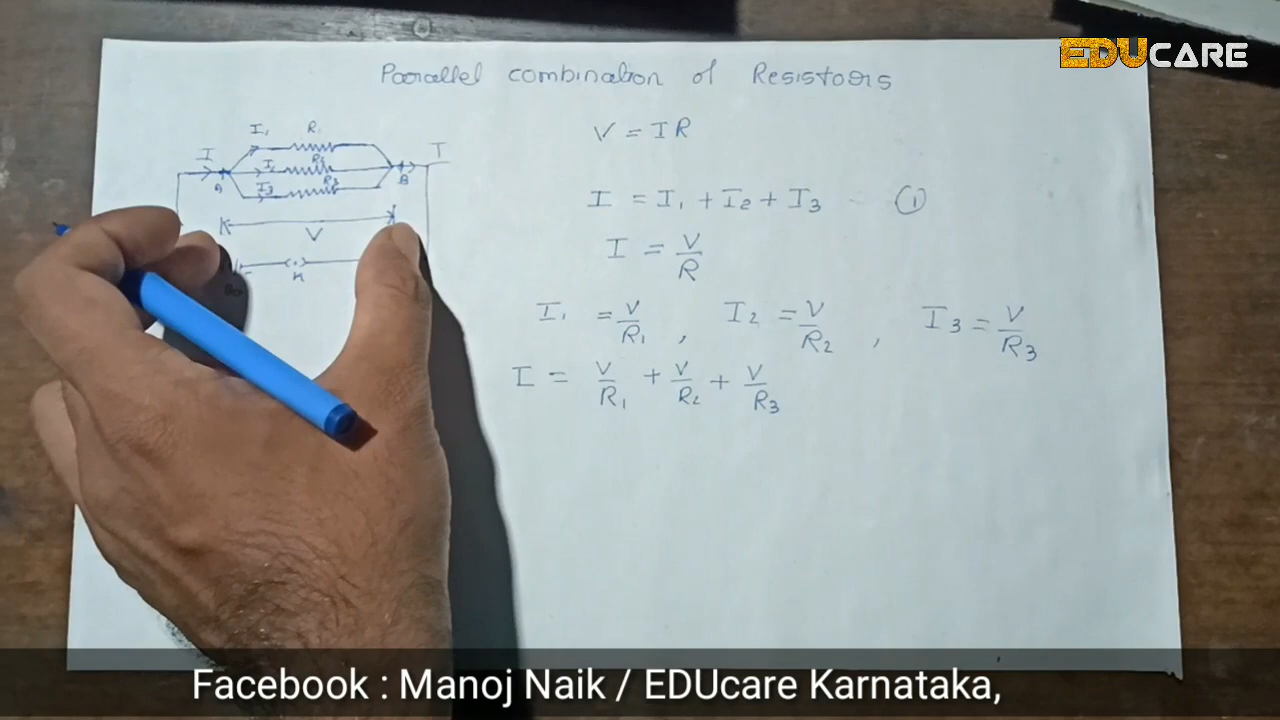 EDUCARE
Parallel combination of Resistors
V = IR
I I₁ R₁
I₂ R₂
I₃ R₃
A B I
V
K
I = I₁ + I₂ + I₃ - ①
I = V/R
I₁ = V/R₁ , I₂ = V/R₂ , I₃ = V/R₃
I = V/R₁ + V/R₂ + V/R₃
Facebook : Manoj Naik / EDUcare Karnataka,